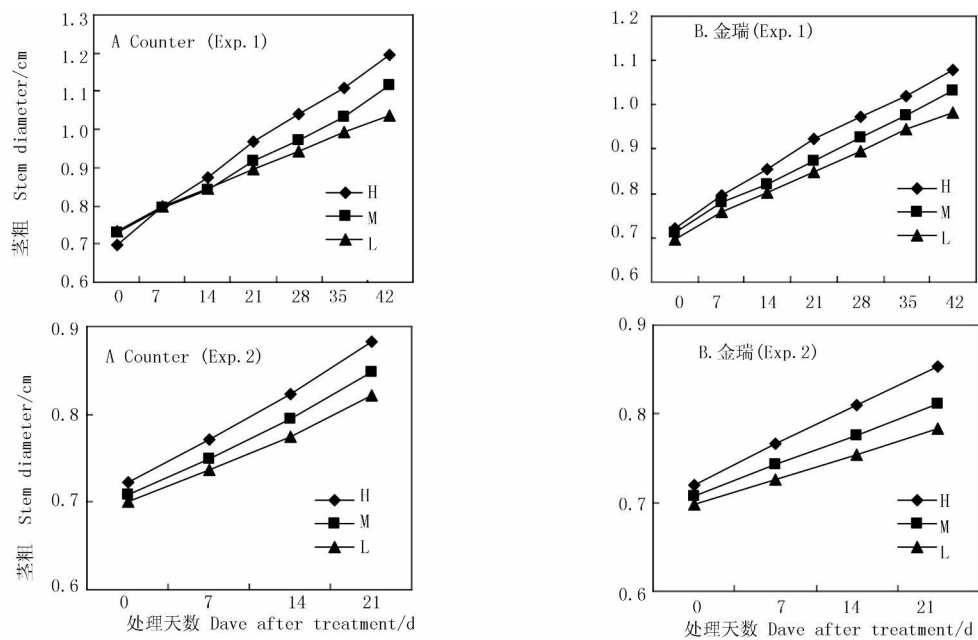 1.3
1.2
1.1
1.0
0.9
0.8
0.7
0.6
茎粗 Stem diameter/cm
A Counter (Exp.1)
H
M
L
0 7 14 21 28 35 42
1.2
1.1
1.0
0.9
0.8
0.7
0.6
B.金瑞(Exp.1)
H
M
L
0 7 14 21 28 35 42
0.9
0.8
0.7
0.6
茎粗 Stem diameter/cm
A Counter (Exp.2)
H
M
L
0 7 14 21
处理天数 Dave after treatment/d
0.9
0.8
0.7
0.6
B.金瑞(Exp.2)
H
M
L
0 7 14 21
处理天数 Dave after treatment/d